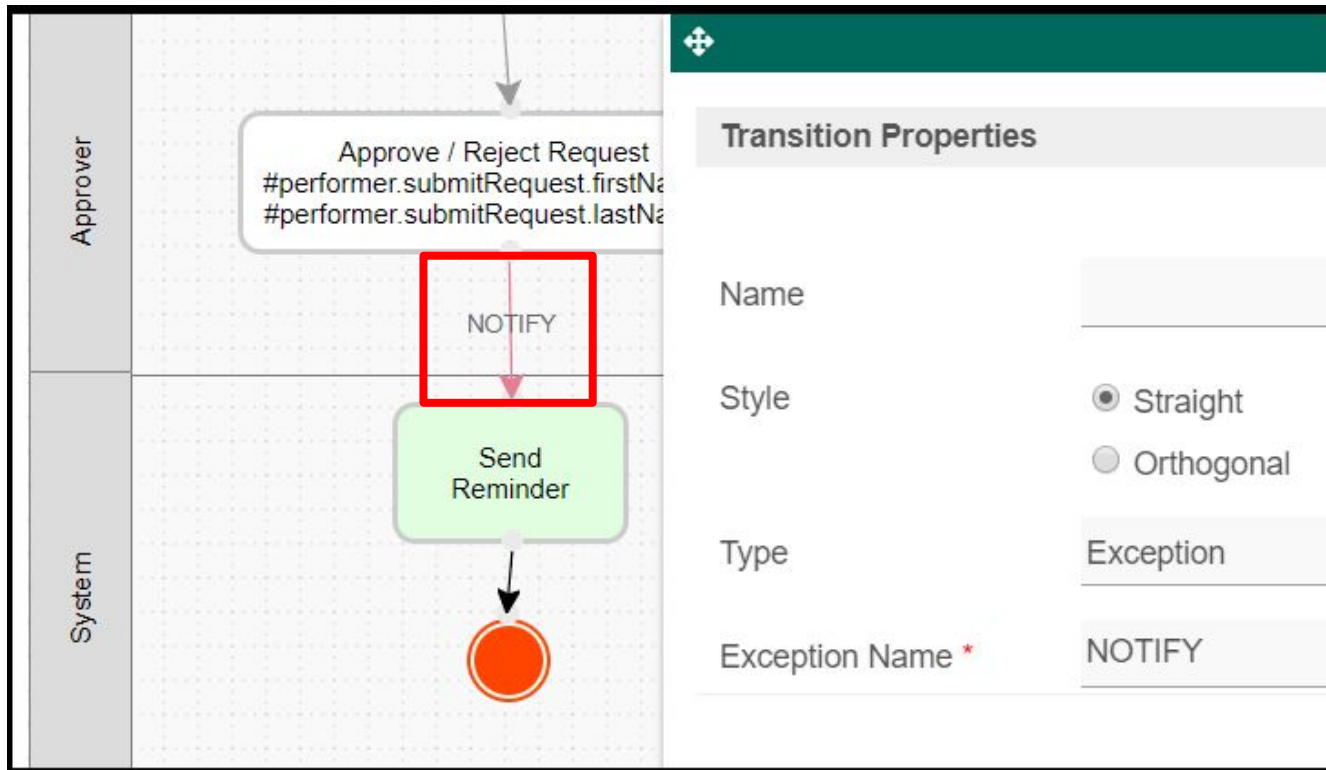 Approver
Approve / Reject Request
#performer.submitRequest.firstNa
#performer.submitRequest.lastNa
NOTIFY
System
Send
Reminder
Transition Properties
Name
Style
Straight
Orthogonal
Type
Exception
Exception Name *
NOTIFY